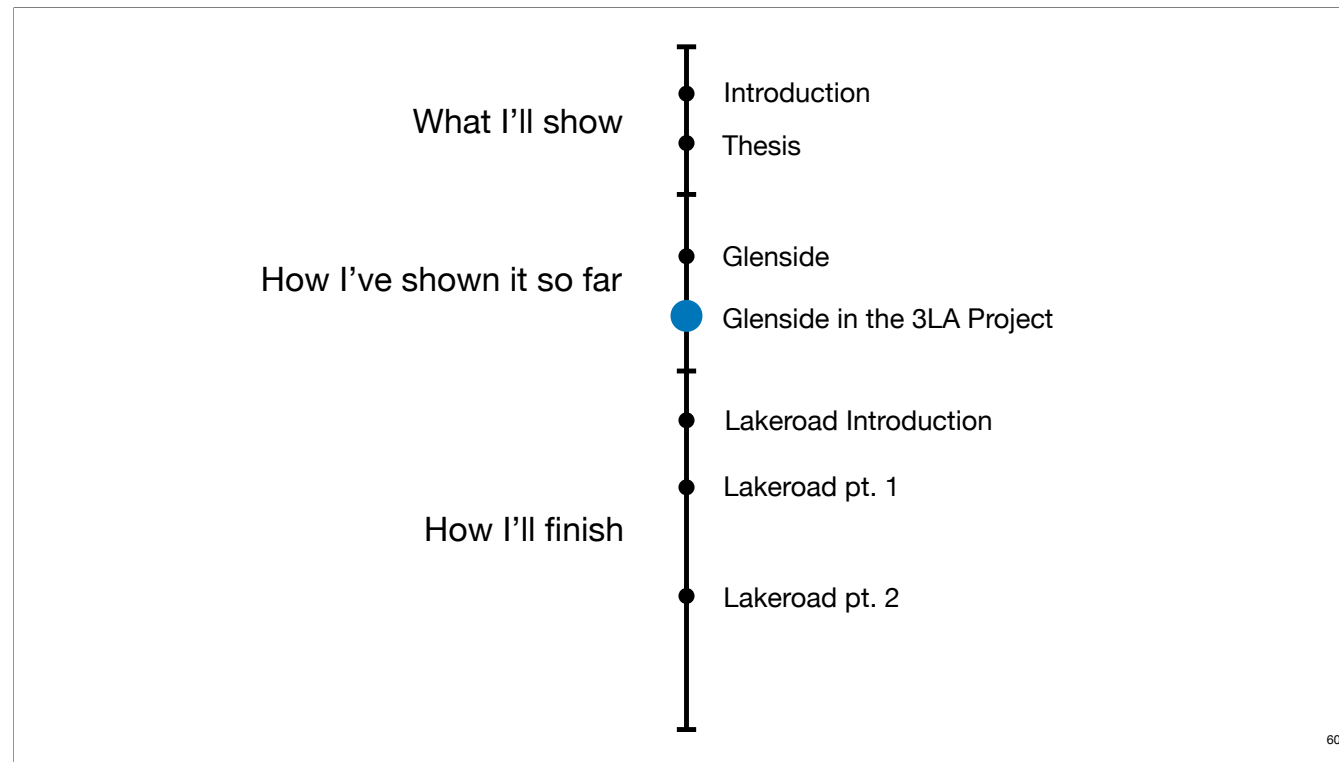 What I'll show
Introduction
Thesis
How I've shown it so far
Glenside
Glenside in the 3LA Project
How I'll finish
Lakeroad Introduction
Lakeroad pt. 1
Lakeroad pt. 2
60